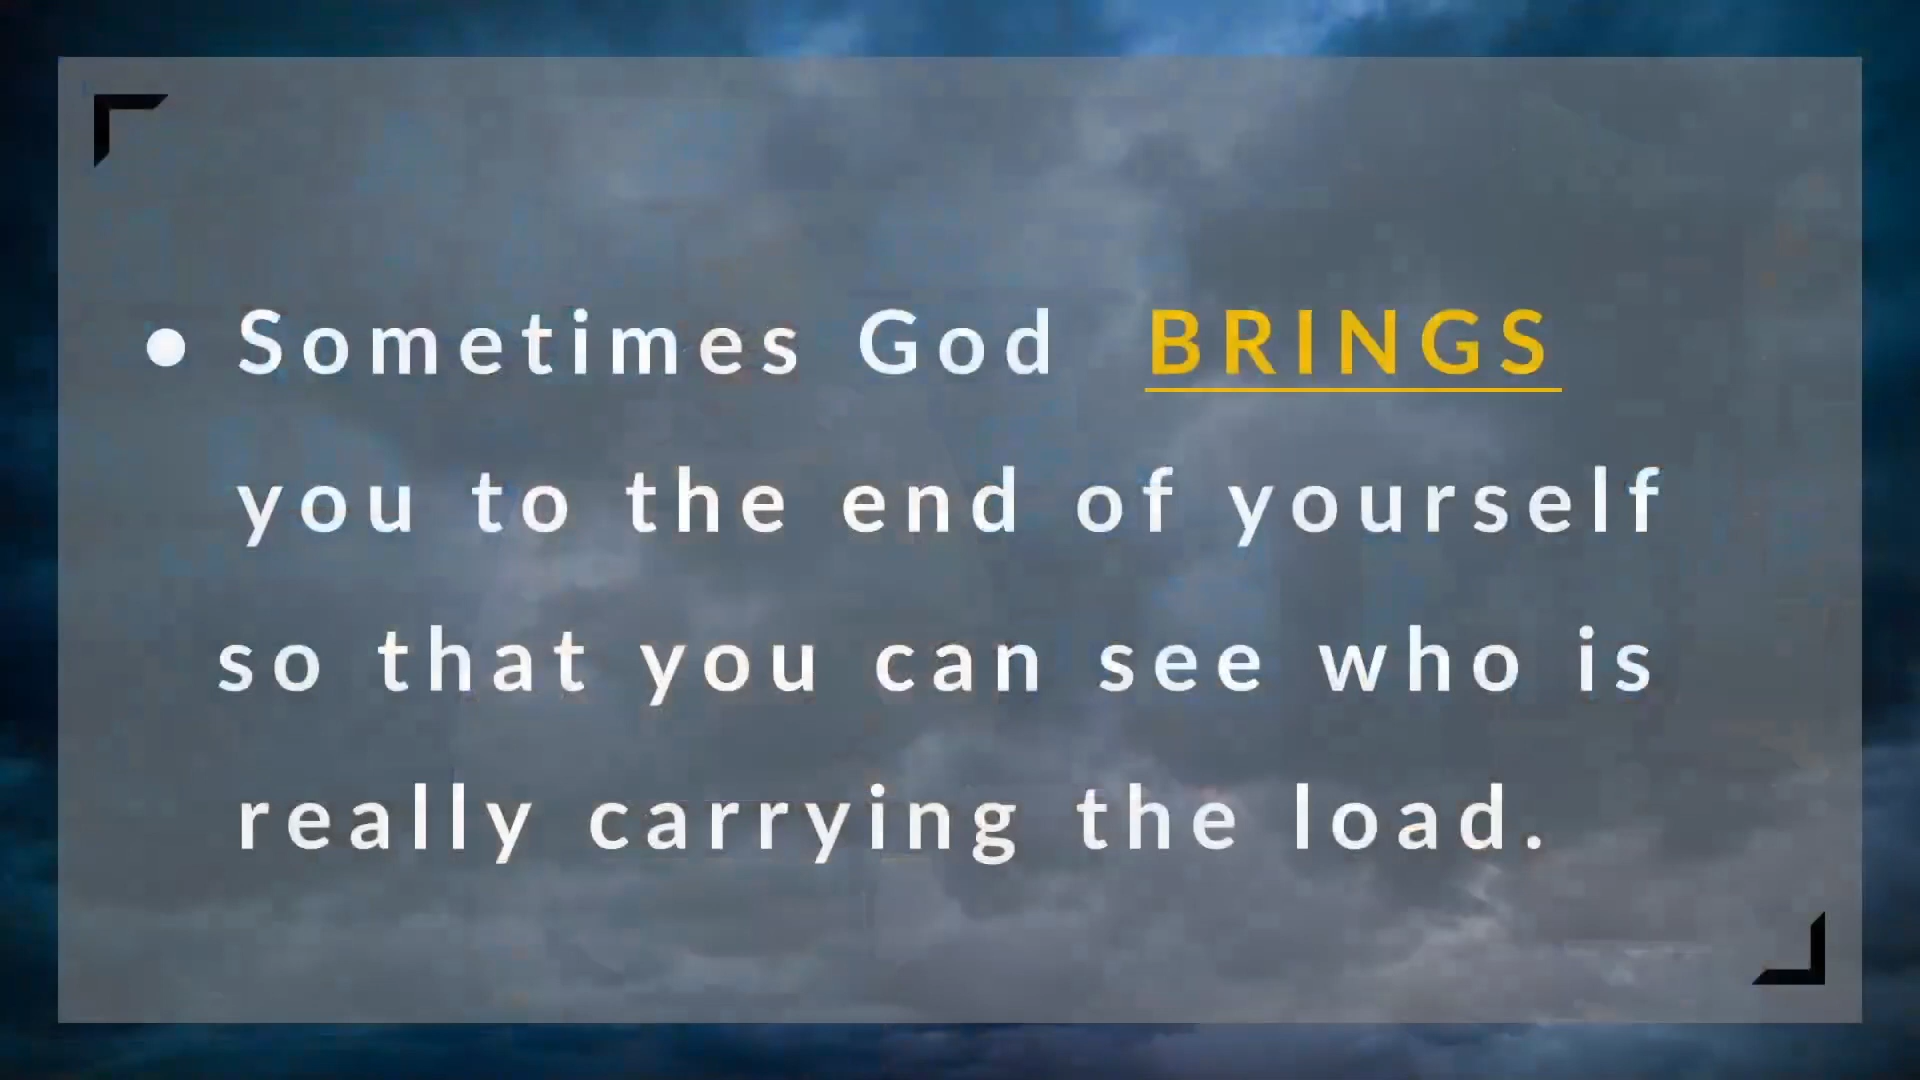 • Sometimes God BRINGS
you to the end of yourself
so that you can see who is
really carrying the load.